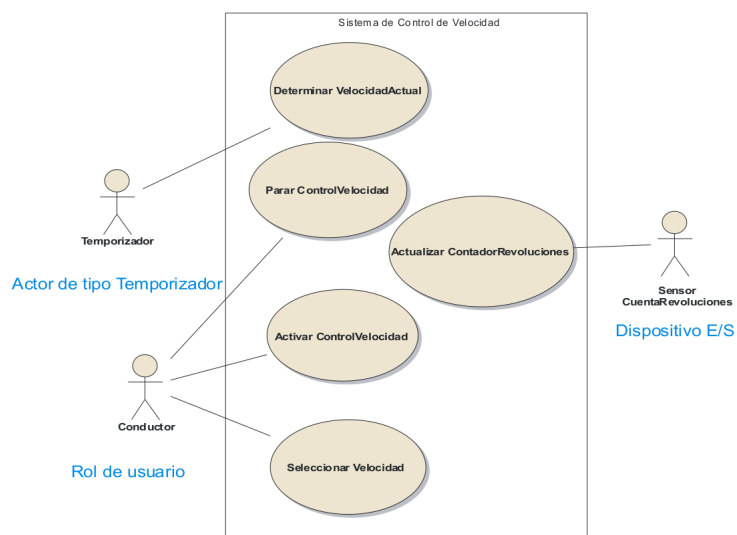 Sistema de Control de Velocidad
Determinar VelocidadActual
Parar ControlVelocidad
Temporizador
Actualizar ContadorRevoluciones
Actor de tipo Temporizador
Sensor
CuentaRevoluciones
Dispositivo E/S
Activar ControlVelocidad
Conductor
Rol de usuario
Seleccionar Velocidad